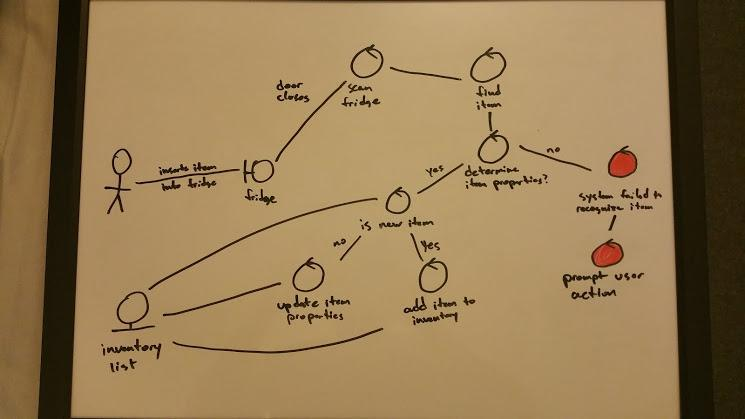 door
closes
scan
fridge
find
item
inserts item
into fridge
fridge
yes
determine
item properties?
no
system failed to
recognize item
is new item
no
yes
prompt user
action
update item
properties
add item to
inventory
inventory
list